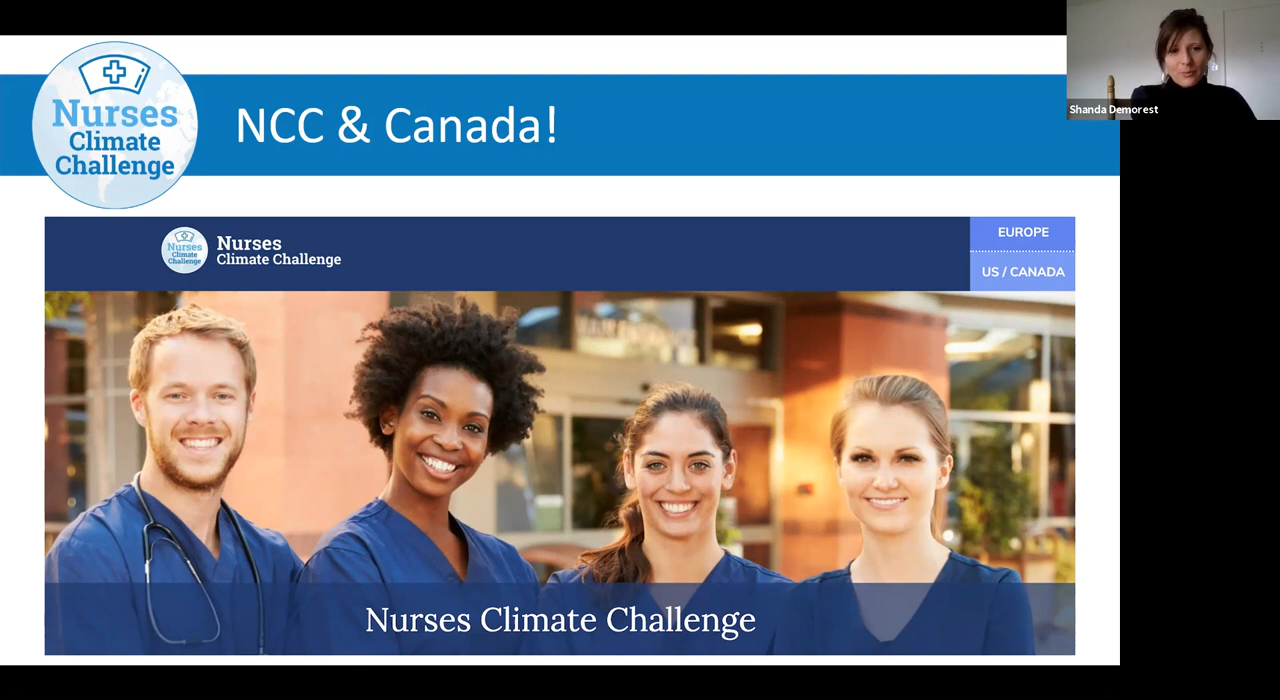 Nurses
Climate
Challenge
NCC & Canada!
Shanda Demorest
Nurses
Climate
Challenge
Nurses
Climate Challenge
EUROPE
US / CANADA
Nurses Climate Challenge